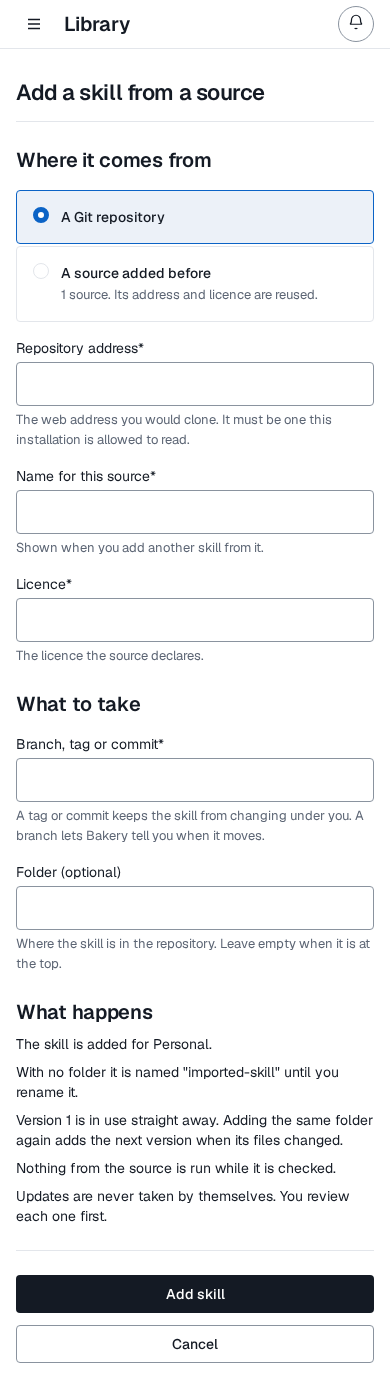 Library
Add a skill from a source
Where it comes from
A Git repository
A source added before
1 source. Its address and licence are reused.
Repository address*
The web address you would clone. It must be one this
installation is allowed to read.
Name for this source*
Shown when you add another skill from it.
Licence*
The licence the source declares.
What to take
Branch, tag or commit*
A tag or commit keeps the skill from changing under you. A
branch lets Bakery tell you when it moves.
Folder (optional)
Where the skill is in the repository. Leave empty when it is at
the top.
What happens
The skill is added for Personal.
With no folder it is named "imported-skill" until you
rename it.
Version 1 is in use straight away. Adding the same folder
again adds the next version when its files changed.
Nothing from the source is run while it is checked.
Updates are never taken by themselves. You review
each one first.
Add skill
Cancel